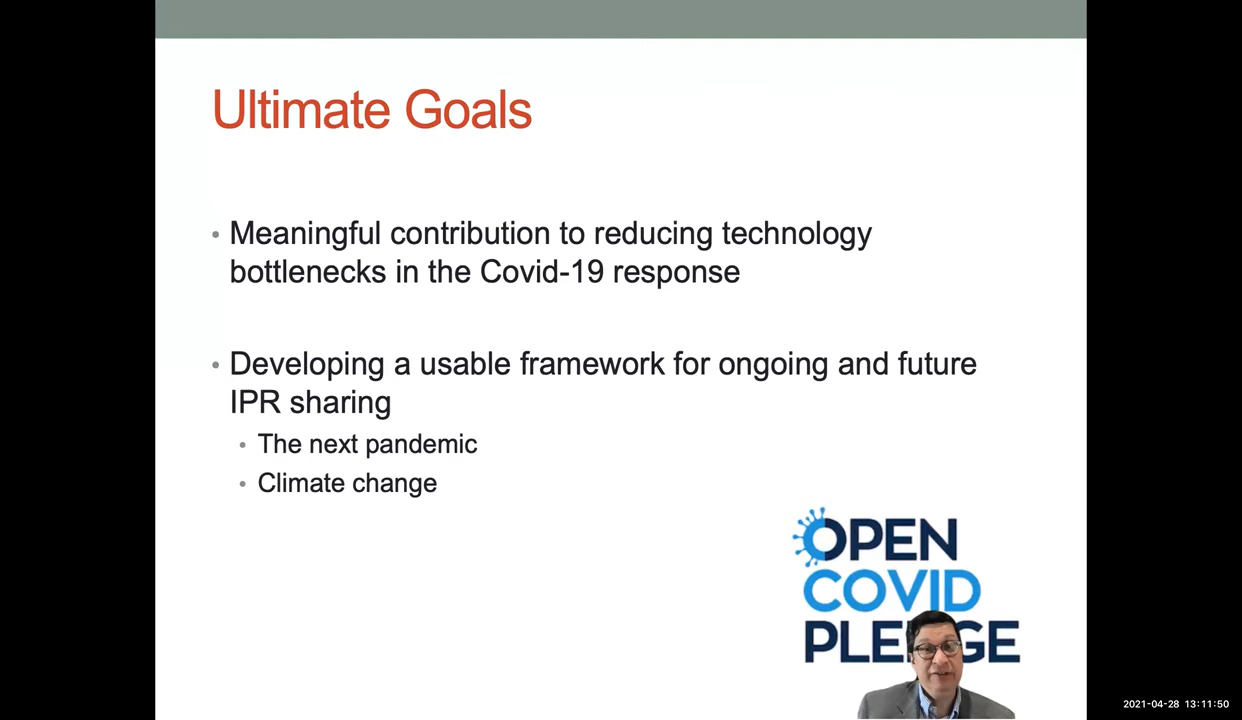 Ultimate Goals
• Meaningful contribution to reducing technology
bottlenecks in the Covid-19 response
• Developing a usable framework for ongoing and future
IPR sharing
• The next pandemic
• Climate change
OPEN
COVID
PLEDGE
2021-04-28 13:11:50